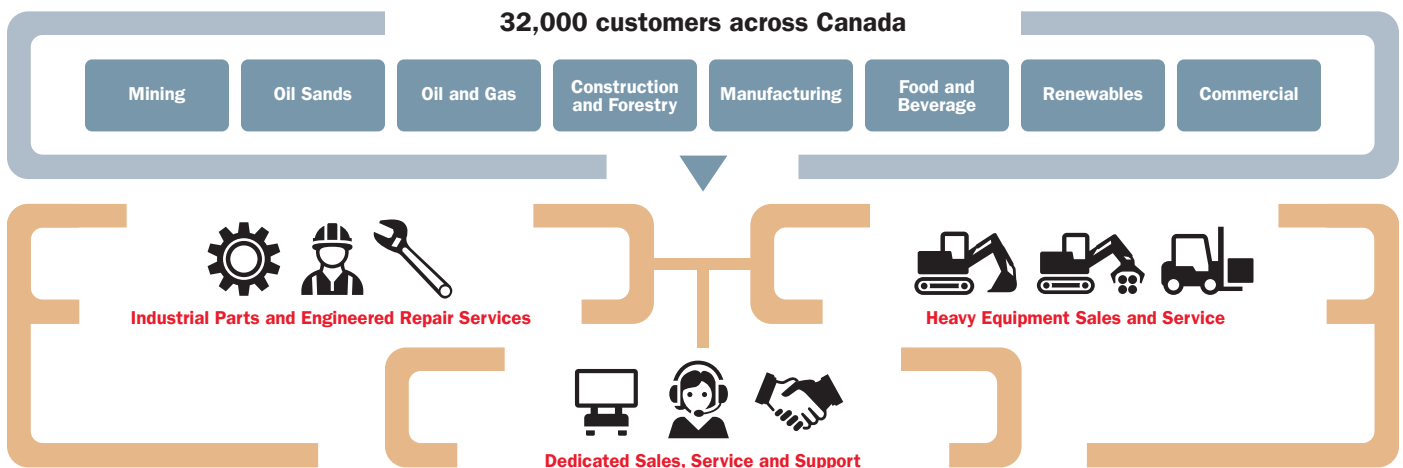 32,000 customers across Canada
Mining
Oil Sands
Oil and Gas
Construction
and Forestry
Manufacturing
Food and
Beverage
Renewables
Commercial
Industrial Parts and Engineered Repair Services
Heavy Equipment Sales and Service
Dedicated Sales, Service and Support